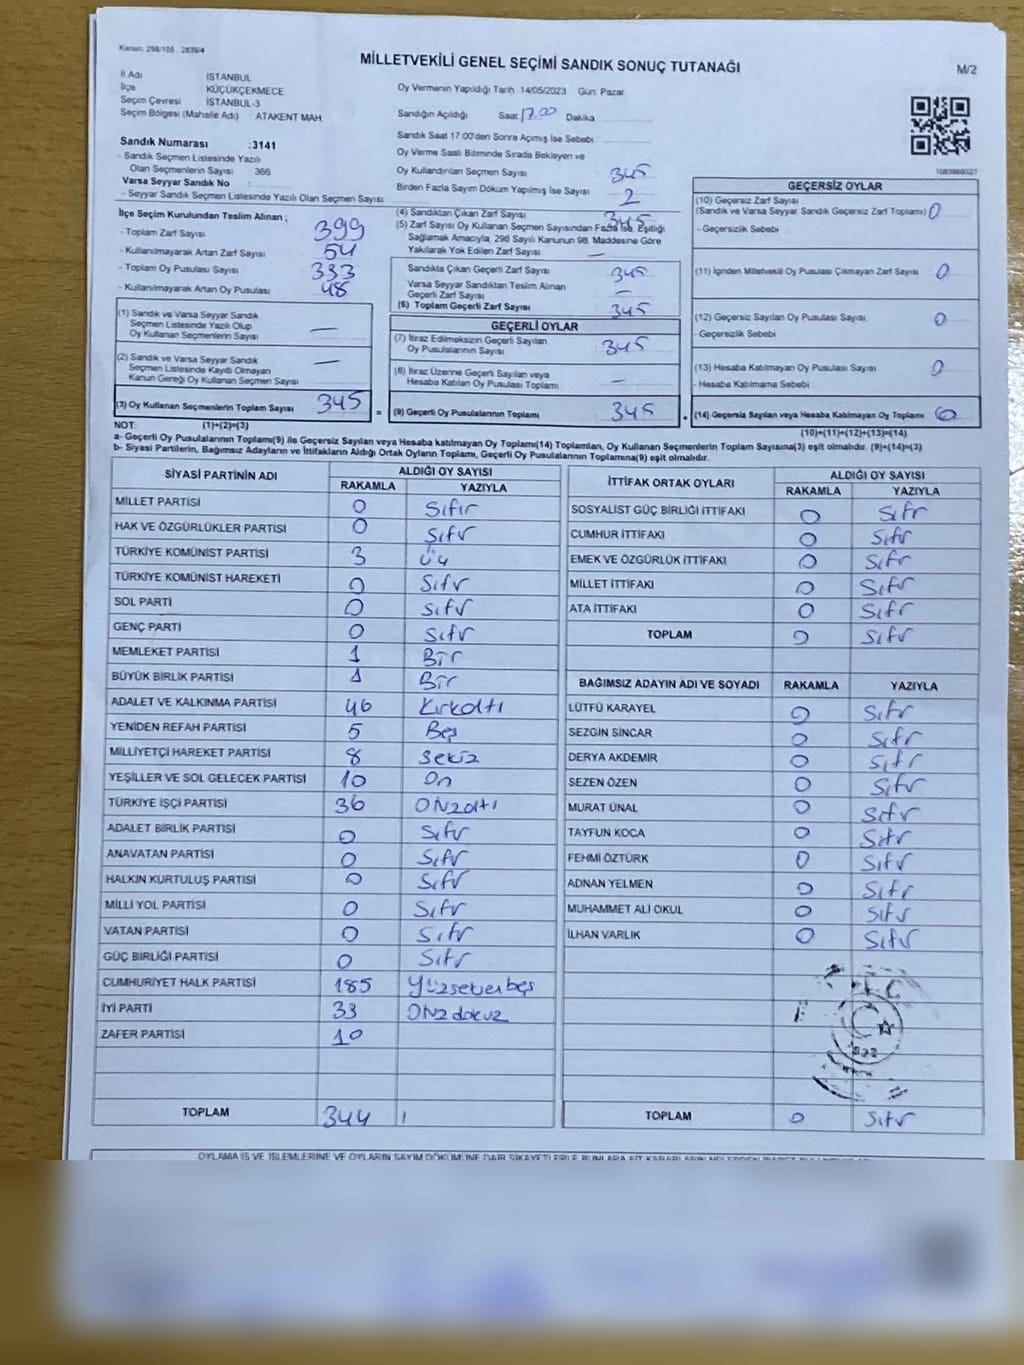 Kanun: 298/105 . 2839/4
MİLLETVEKİLİ GENEL SEÇİMİ SANDIK SONUÇ TUTANAĞI
M/2
İl Adı İSTANBUL
İlçe KÜÇÜKÇEKMECE
Seçim Çevresi İSTANBUL-3
Seçim Bölgesi (Mahalle Adı) ATAKENT MAH.
Oy Vermenin Yapıldığı Tarih 14/05/2023 Gün: Pazar
Sandığın Açıldığı Saat: 17.00 Dakika
Sandık Saat 17:00'den Sonra Açımış İse Sebebi
Sandık Numarası :3141
- Sandık Seçmen Listesinde Yazılı
Olan Seçmenlerin Sayısı 366
Varsa Seyyar Sandık No :
- Seyyar Sandık Seçmen Listesinde Yazılı Olan Seçmen Sayısı:
Oy Verme Saati Bitiminde Sırada Bekleyen ve
Oy Kullandırılan Seçmen Sayısı 345
Birden Fazla Sayım Döküm Yapılmış İse Sayısı 2
İlçe Seçim Kurulundan Teslim Alınan ;
- Toplam Zarf Sayısı 399
- Kullanılmayarak Artan Zarf Sayısı 54
- Toplam Oy Pusulası Sayısı 393
- Kullanılmayarak Artan Oy Pusulası 48
(4) Sandıktan Çıkan Zarf Sayısı 345
(5) Zarf Sayısı Oy Kullanan Seçmen Sayısından Fazla İse, Eşitliği
Sağlamak Amacıyla, 298 Sayılı Kanunun 98. Maddesine Göre
Yakılarak Yok Edilen Zarf Sayısı —
Sandıkta Çıkan Geçerli Zarf Sayısı 345
Varsa Seyyar Sandıktan Teslim Alınan
Geçerli Zarf Sayısı —
(6) Toplam Geçerli Zarf Sayısı 345
GEÇERSİZ OYLAR
(10) Geçersiz Zarf Sayısı
(Sandık ve Varsa Seyyar Sandık Geçersiz Zarf Toplamı) 0
- Geçersizlik Sebebi
(11) İçinden Milletvekili Oy Pusulası Çıkmayan Zarf Sayısı 0
(12) Geçersiz Sayılan Oy Pusulası Sayısı 0
- Geçersizlik Sebebi
(13) Hesaba Katılmayan Oy Pusulası Sayısı 0
- Hesaba Katılmama Sebebi
(14) Geçersiz Sayılan veya Hesaba Katılmayan Oy Toplamı 0
(10)+(11)+(12)+(13)=(14)
(1) Sandık ve Varsa Seyyar Sandık
Seçmen Listesinde Yazılı Olup
Oy Kullanan Seçmenlerin Sayısı —
(2) Sandık ve Varsa Seyyar Sandık
Seçmen Listesinde Kayıtlı Olmayan
Kanun Gereği Oy Kullanan Seçmen Sayısı —
(3) Oy Kullanan Seçmenlerin Toplam Sayısı 345 =
GEÇERLİ OYLAR
(7) İtiraz Edilmeksizin Geçerli Sayılan
Oy Pusulalarının Sayısı 345
(8) İtiraz Üzerine Geçerli Sayılan veya
Hesaba Katılan Oy Pusulası Toplamı —
(9) Geçerli Oy Pusulalarının Toplamı 345 +
NOT: (1)+(2)=(3)
a- Geçerli Oy Pusulalarının Toplamı(9) ile Geçersiz Sayılan veya Hesaba katılmayan Oy Toplamı(14) Toplamları, Oy Kullanan Seçmenlerin Toplam Sayısına(3) eşit olmalıdır. (9)+(14)=(3)
b- Siyasi Partilerin, Bağımsız Adayların ve İttifakların Aldığı Ortak Oyların Toplamı, Geçerli Oy Pusulalarının Toplamına(9) eşit olmalıdır.
SİYASİ PARTİNİN ADI ALDIĞI OY SAYISI
RAKAMLA YAZIYLA
MİLLET PARTİSİ 0 Sıfır
HAK VE ÖZGÜRLÜKLER PARTİSİ 0 Sıfır
TÜRKİYE KOMÜNİST PARTİSİ 3 Üç
TÜRKİYE KOMÜNİST HAREKETİ 0 Sıfır
SOL PARTİ 0 Sıfır
GENÇ PARTİ 0 Sıfır
MEMLEKET PARTİSİ 1 Bir
BÜYÜK BİRLİK PARTİSİ 1 Bir
ADALET VE KALKINMA PARTİSİ 46 Kırkaltı
YENİDEN REFAH PARTİSİ 5 Beş
MİLLİYETÇİ HAREKET PARTİSİ 8 Sekiz
YEŞİLLER VE SOL GELECEK PARTİSİ 10 On
TÜRKİYE İŞÇİ PARTİSİ 36 ONzaltı
ADALET BİRLİK PARTİSİ 0 Sıfır
ANAVATAN PARTİSİ 0 Sıfır
HALKIN KURTULUŞ PARTİSİ 0 Sıfır
MİLLİ YOL PARTİSİ 0 Sıfır
VATAN PARTİSİ 0 Sıfır
GÜÇ BİRLİĞİ PARTİSİ 0 Sıfır
CUMHURİYET HALK PARTİSİ 185 Yüzseksenbeş
İYİ PARTİ 33
ZAFER PARTİSİ 10
TOPLAM 344
İTTİFAK ORTAK OYLARI ALDIĞI OY SAYISI
RAKAMLA YAZIYLA
SOSYALİST GÜÇ BİRLİĞİ İTTİFAKI 0 Sıfır
CUMHUR İTTİFAKI 0 Sıfır
EMEK VE ÖZGÜRLÜK İTTİFAKI 0 Sıfır
MİLLET İTTİFAKI 0 Sıfır
ATA İTTİFAKI 0 Sıfır
TOPLAM 0 Sıfır
BAĞIMSIZ ADAYIN ADI VE SOYADI RAKAMLA YAZIYLA
LÜTFÜ KARAYEL 0 Sıfır
SEZGİN SİNCAR 0 Sıfır
DERYA AKDEMİR 0 Sıfır
SEZEN ÖZEN 0 Sıfır
MURAT ÜNAL 0 Sıfır
TAYFUN KOCA 0 Sıfır
FEHMİ ÖZTÜRK 0 Sıfır
ADNAN YELMEN 0 Sıfır
MUHAMMET ALİ OKUL 0 Sıfır
İLHAN VARLIK 0 Sıfır
TOPLAM 0 Sıfır